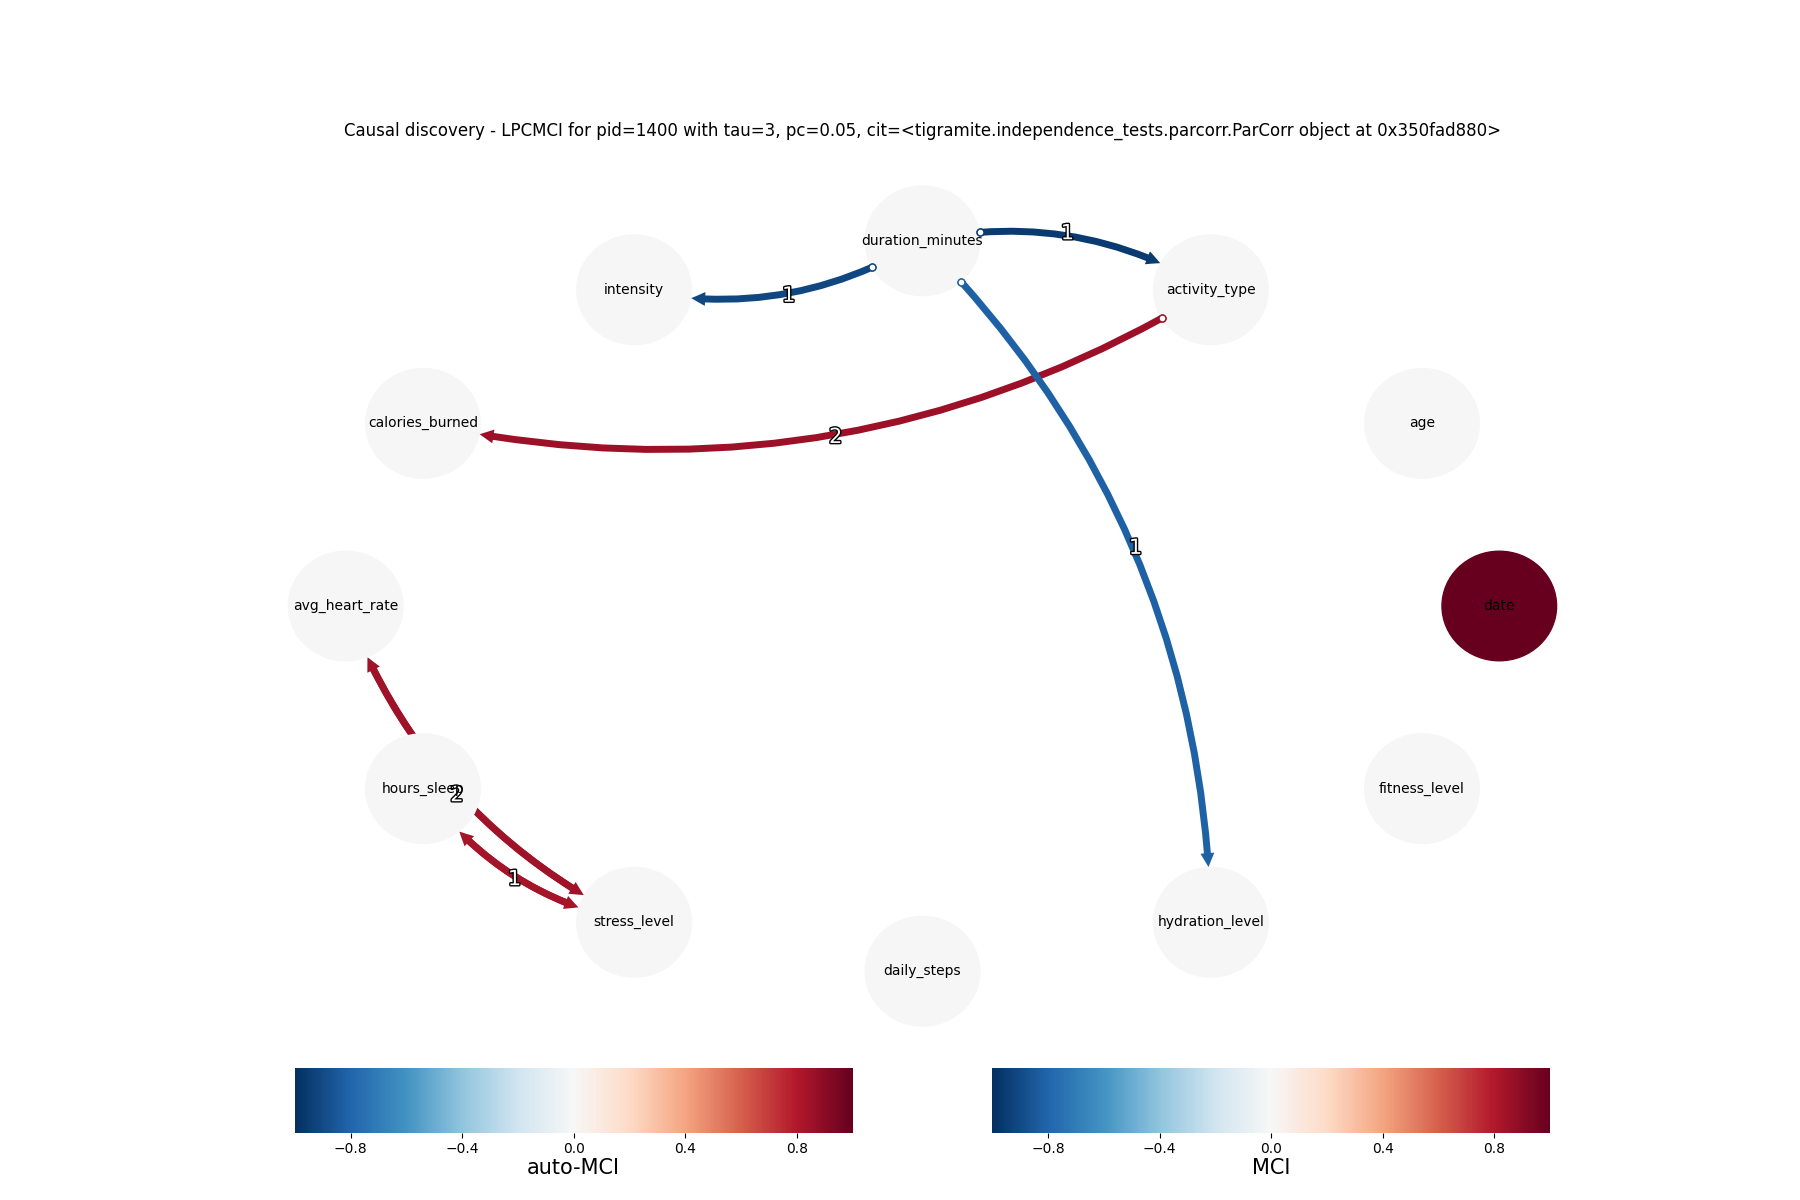 Causal discovery - LPCMCI for pid=1400 with tau=3, pc=0.05, cit=<tigramite.independence_tests.parcorr.ParCorr object at 0x350fad880>
duration_minutes
1
intensity
1
activity_type
calories_burned
2
age
1
avg_heart_rate
date
hours_sleep
2
fitness_level
1
stress_level
hydration_level
daily_steps
−0.8 −0.4 0.0 0.4 0.8
auto-MCI
−0.8 −0.4 0.0 0.4 0.8
MCI